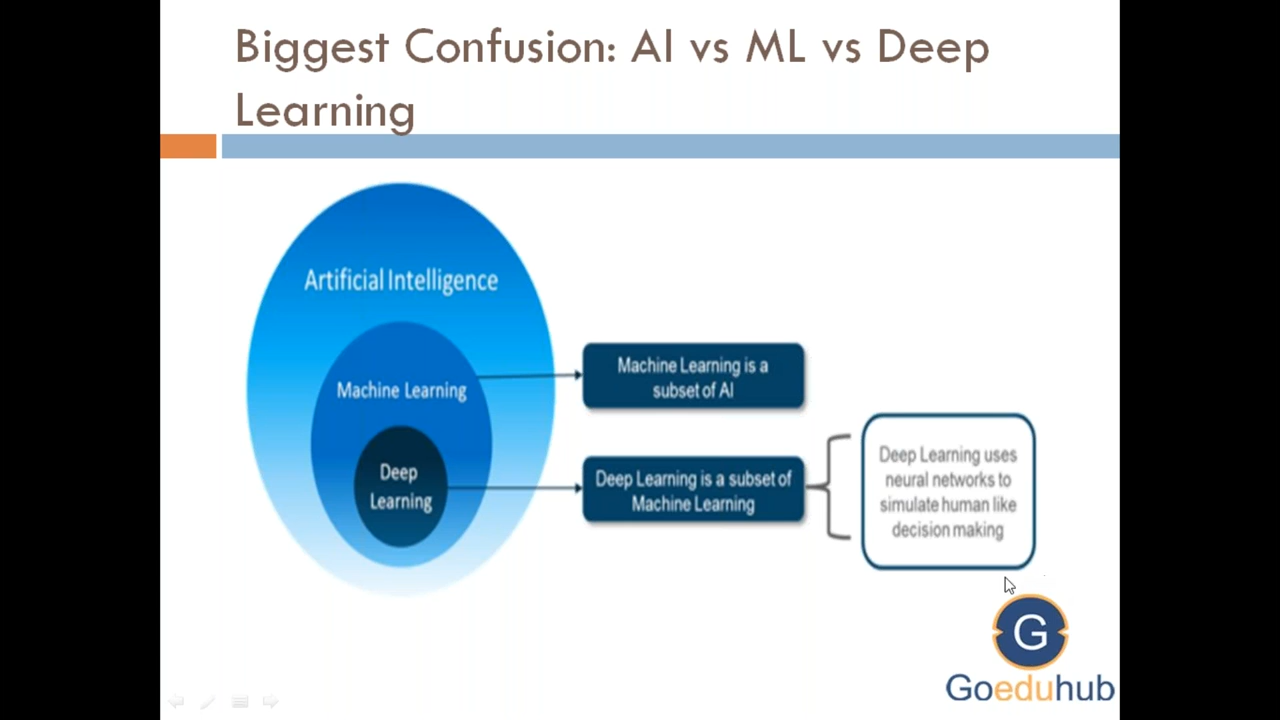 Biggest Confusion: AI vs ML vs Deep
Learning
Artificial Intelligence
Machine Learning
Deep
Learning
Machine Learning is a
subset of AI
Deep Learning is a subset of
Machine Learning
Deep Learning uses
neural networks to
simulate human like
decision making
G
Goeduhub